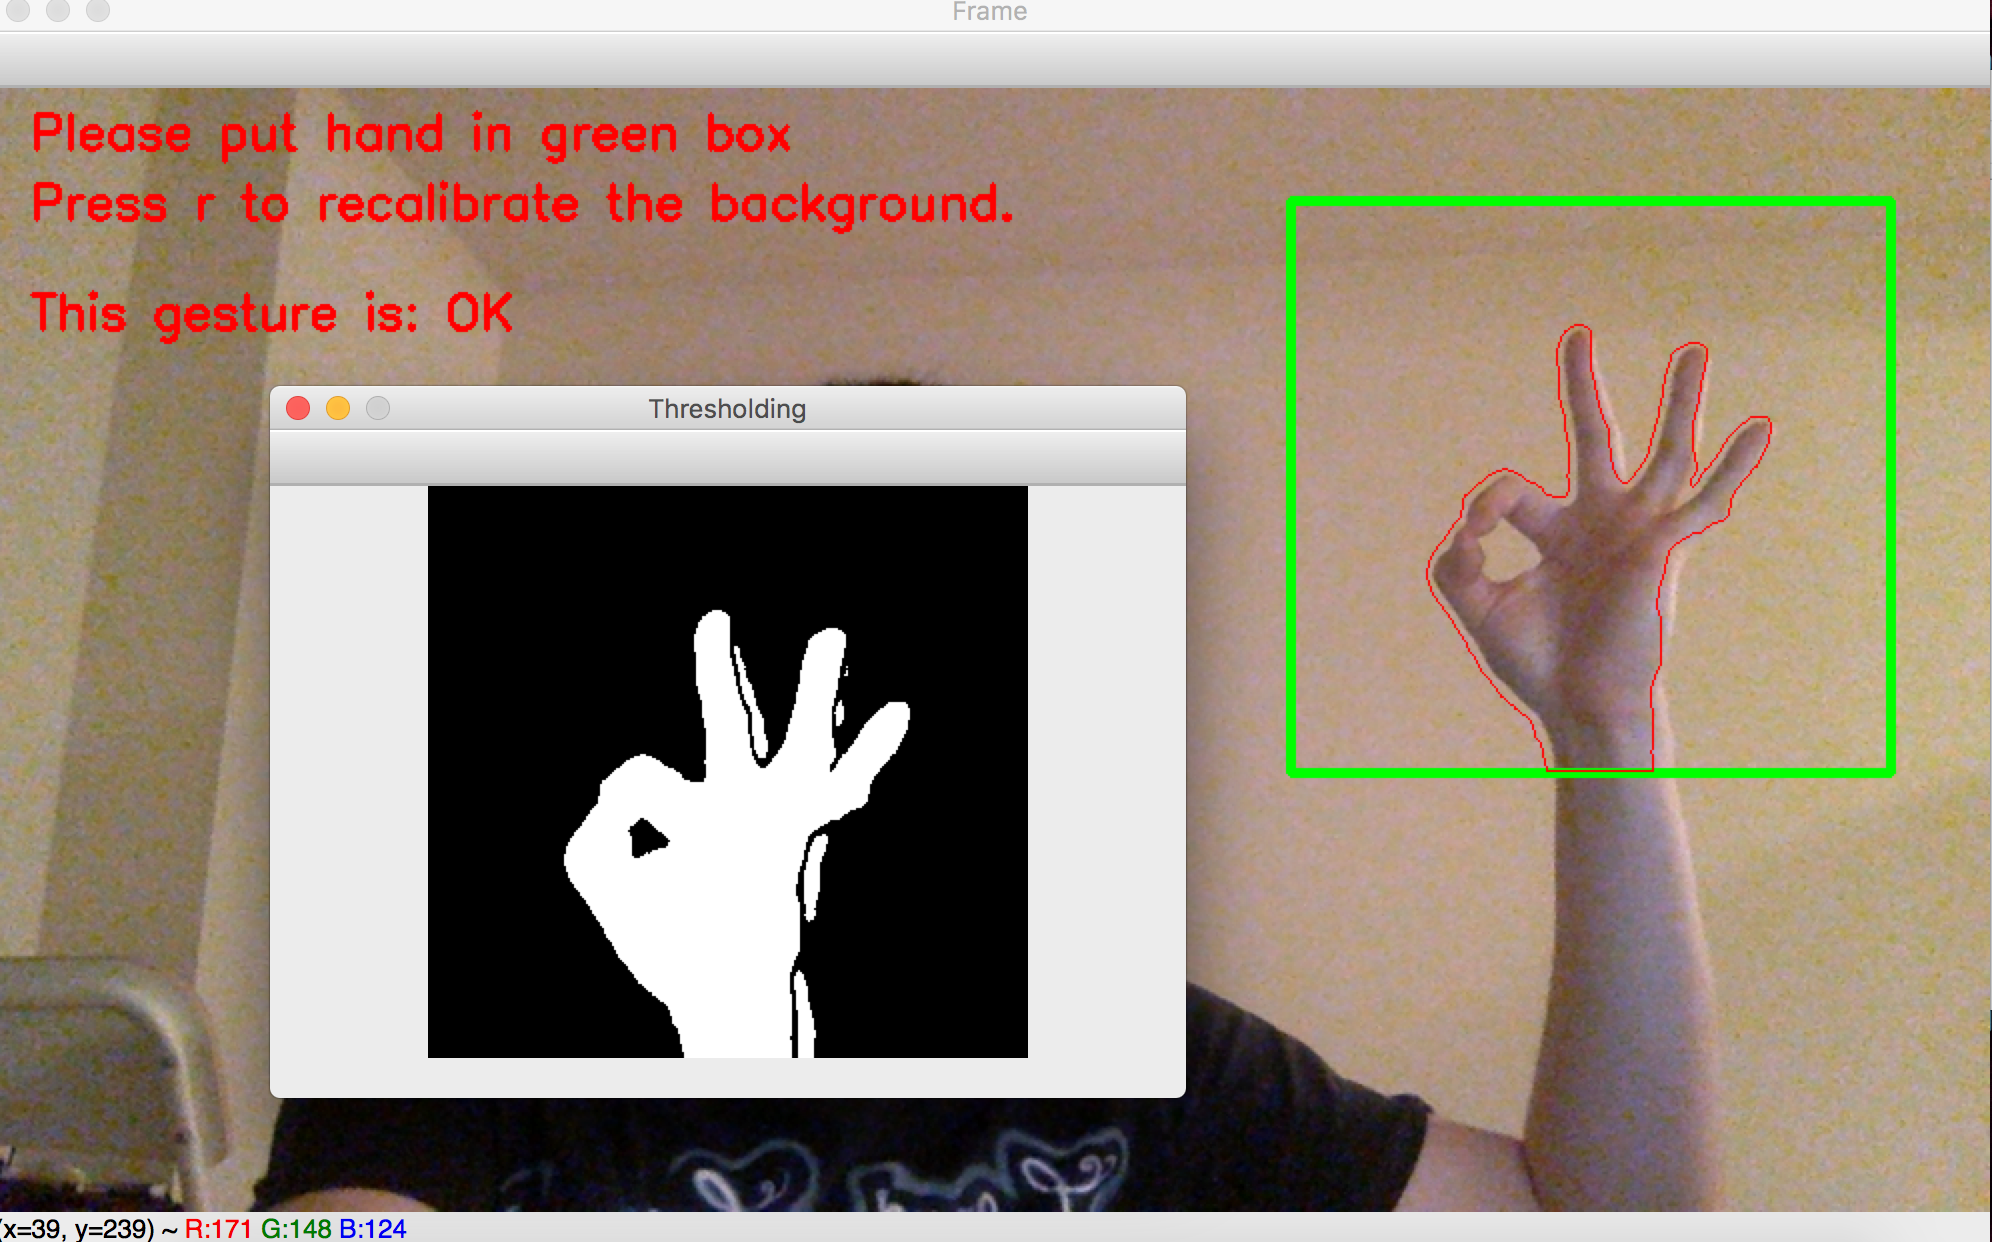 Frame
Please put hand in green box
Press r to recalibrate the background.
This gesture is: OK
Thresholding
(x=39, y=239) ~ R:171 G:148 B:124